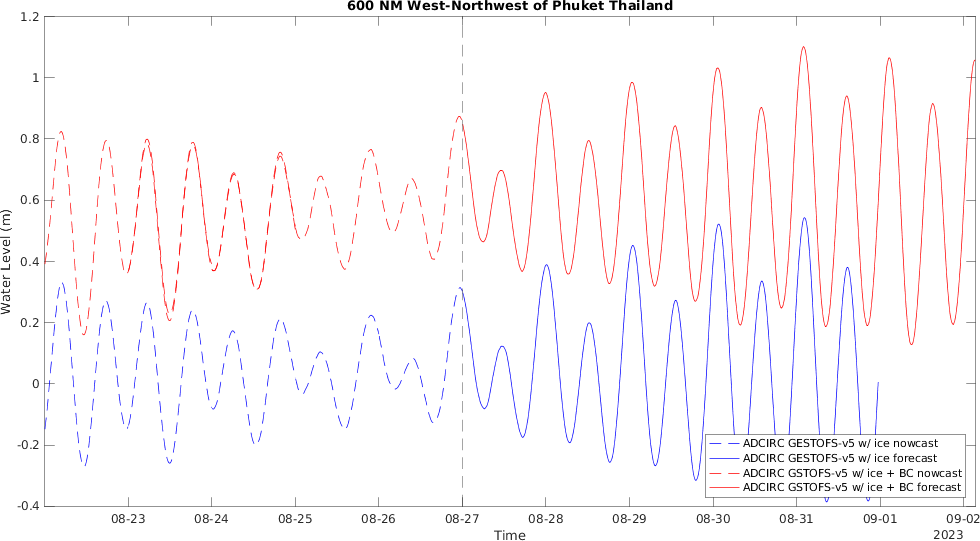 600 NM West-Northwest of Phuket Thailand
Water Level (m)
1.2
1
0.8
0.6
0.4
0.2
0
-0.2
-0.4
ADCIRC GESTOFS-v5 w/ ice nowcast
ADCIRC GESTOFS-v5 w/ ice forecast
ADCIRC GSTOFS-v5 w/ ice + BC nowcast
ADCIRC GSTOFS-v5 w/ ice + BC forecast
08-23 08-24 08-25 08-26 08-27 08-28 08-29 08-30 08-31 09-01 09-02
Time
2023